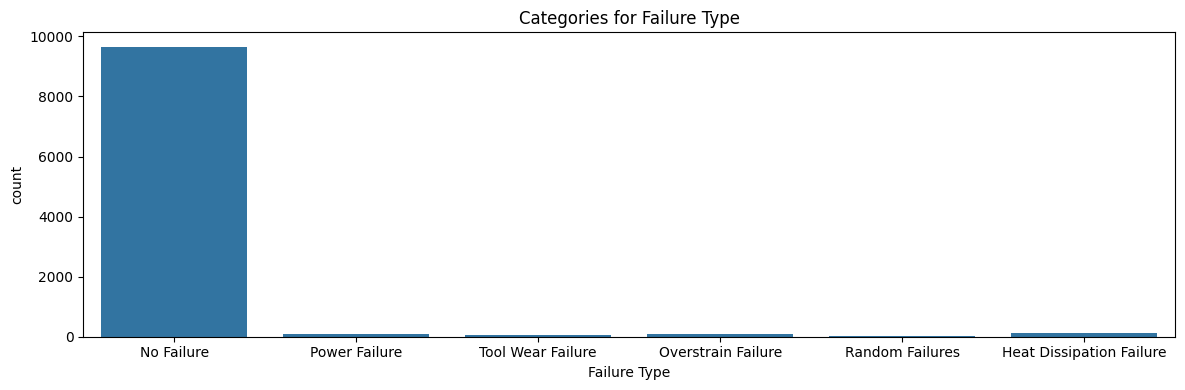 Categories for Failure Type
10000
8000
6000
4000
2000
0
count
No Failure
Power Failure
Tool Wear Failure
Overstrain Failure
Random Failures
Heat Dissipation Failure
Failure Type